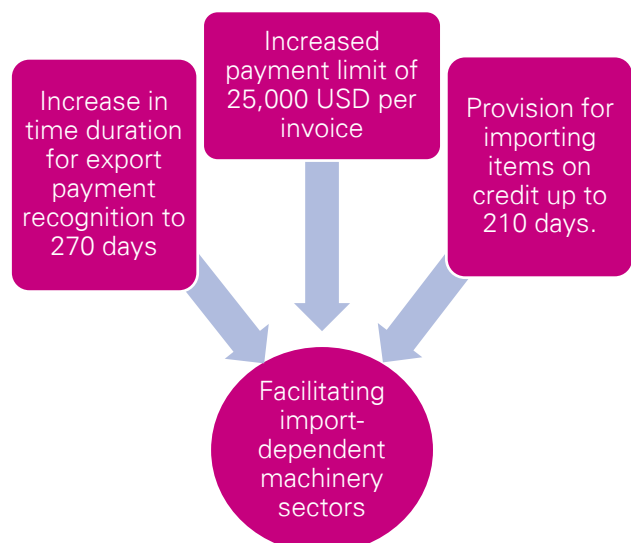 Increase in
time duration
for export
payment
recognition to
270 days
Increased
payment limit of
25,000 USD per
invoice
Provision for
importing
items on
credit up to
210 days.
Facilitating
import-
dependent
machinery
sectors